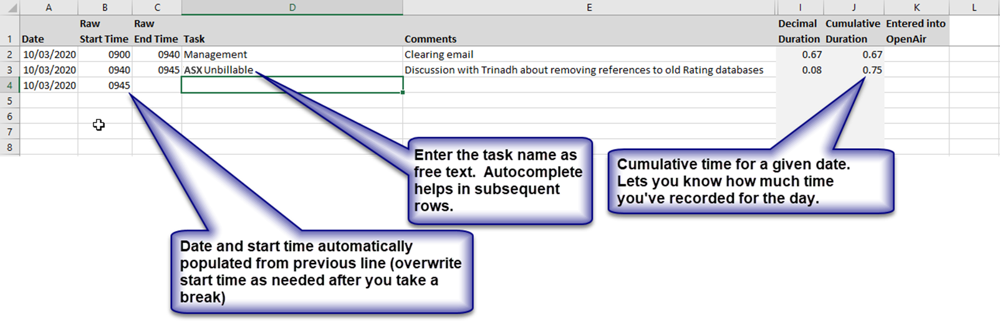 A B C D E I J K L
Raw Raw Decimal Cumulative Entered into
1 Date Start Time End Time Task Comments Duration Duration OpenAir
2 10/03/2020 0900 0940 Management Clearing email 0.67 0.67
3 10/03/2020 0940 0945 ASX Unbillable Discussion with Trinadh about removing references to old Rating databases 0.08 0.75
4 10/03/2020 0945
5
6
7
8
Enter the task name as
free text. Autocomplete
helps in subsequent
rows.
Cumulative time for a given date.
Lets you know how much time
you've recorded for the day.
Date and start time automatically
populated from previous line (overwrite
start time as needed after you take a
break)